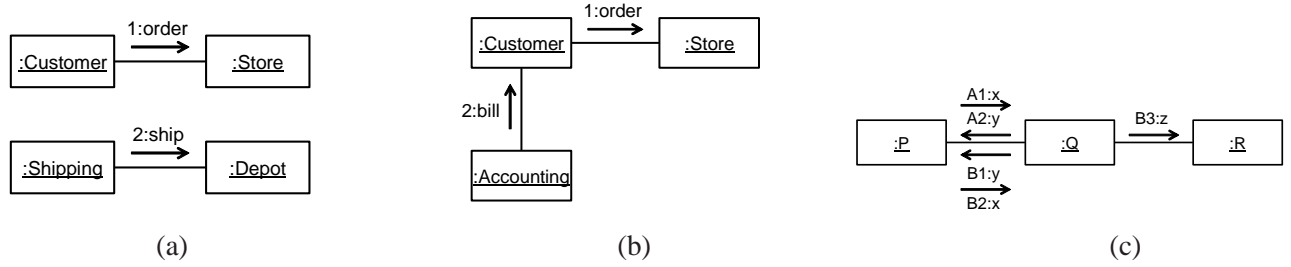 1:order
:Customer
:Store
2:ship
:Shipping
:Depot
(a)
1:order
:Customer
:Store
2:bill
:Accounting
(b)
A1:x
A2:y
B3:z
:P
:Q
:R
B1:y
B2:x
(c)